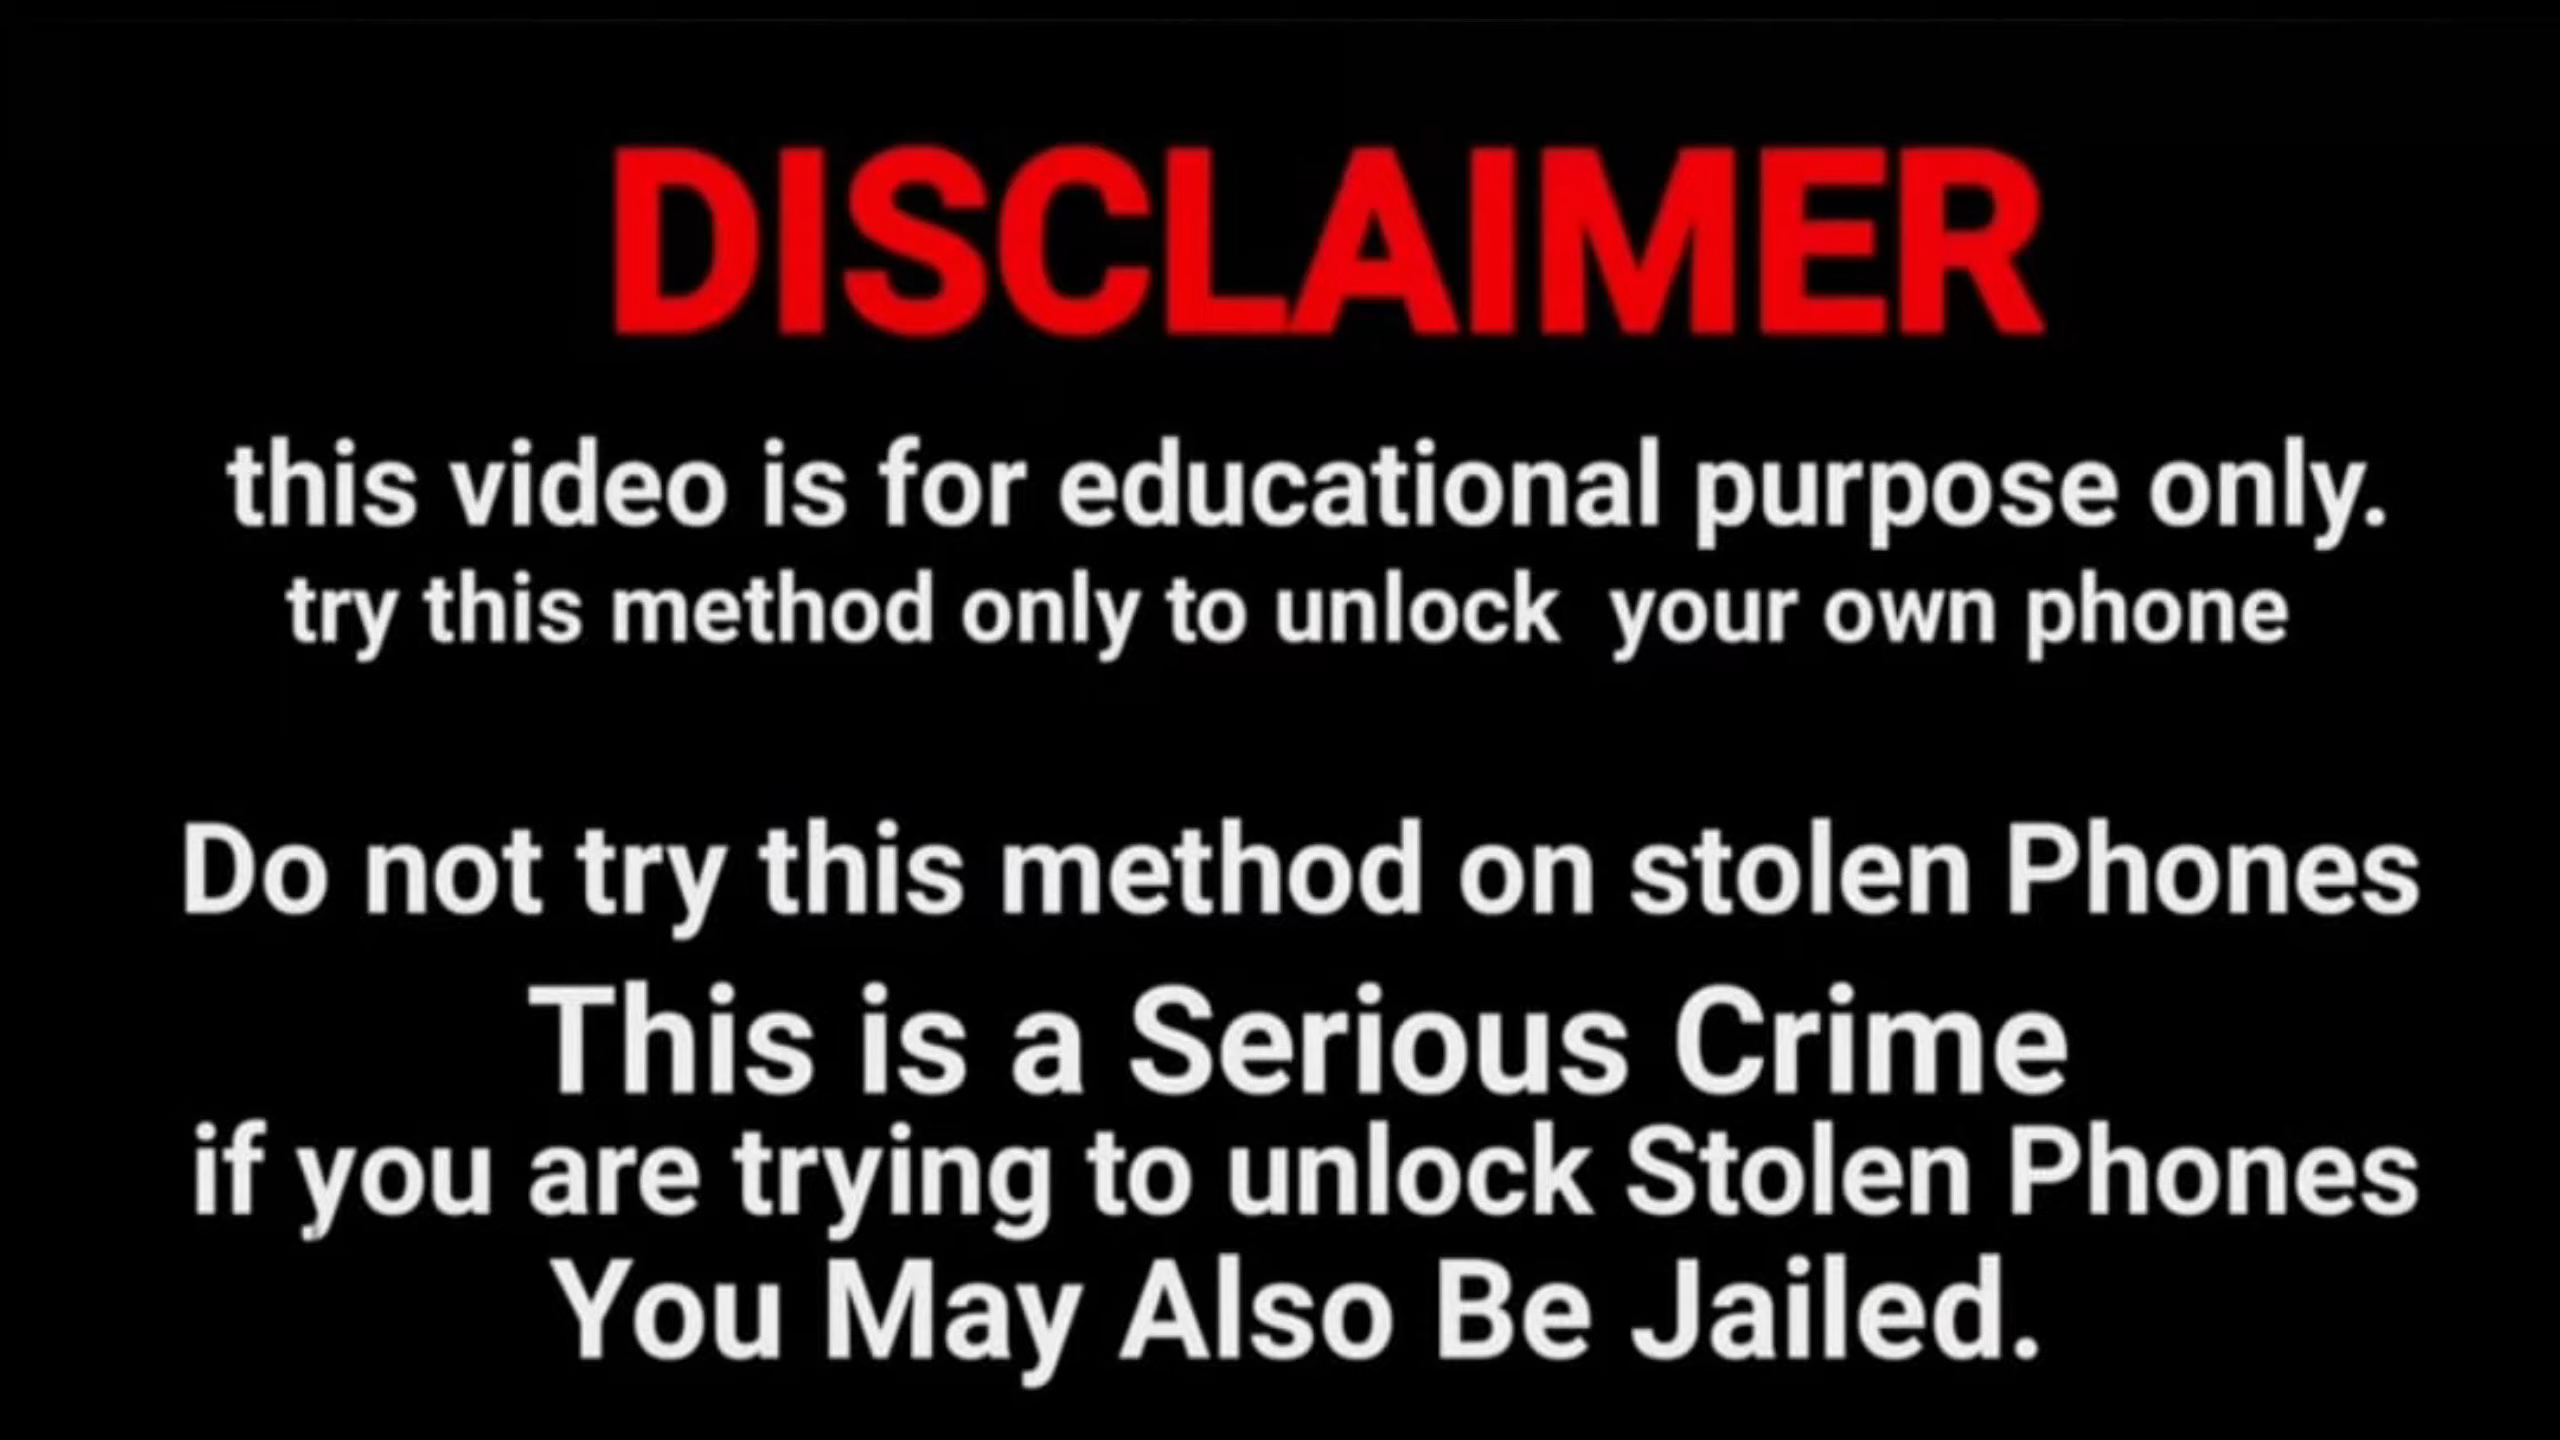 DISCLAIMER
this video is for educational purpose only.
try this method only to unlock  your own phone
Do not try this method on stolen Phones
This is a Serious Crime
if you are trying to unlock Stolen Phones
You May Also Be Jailed.